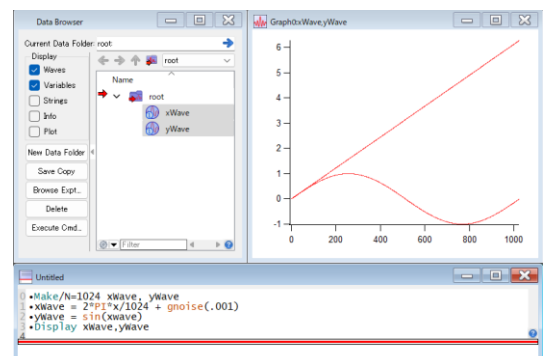 Data Browser
Current Data Folder: root:
Display
Waves
Variables
Strings
Info
Plot
New Data Folder
Save Copy
Browse Expt...
Delete
Execute Cmd...
root
Name
root
xWave
yWave
Filter
Graph0:xWave,yWave
6
5
4
3
2
1
0
-1
0
200
400
600
800
1000
Untitled
0 •Make/N=1024 xWave, yWave
1 •xWave = 2*PI*x/1024 + gnoise(.001)
2 •yWave = sin(xwave)
3 •Display xWave,yWave
4